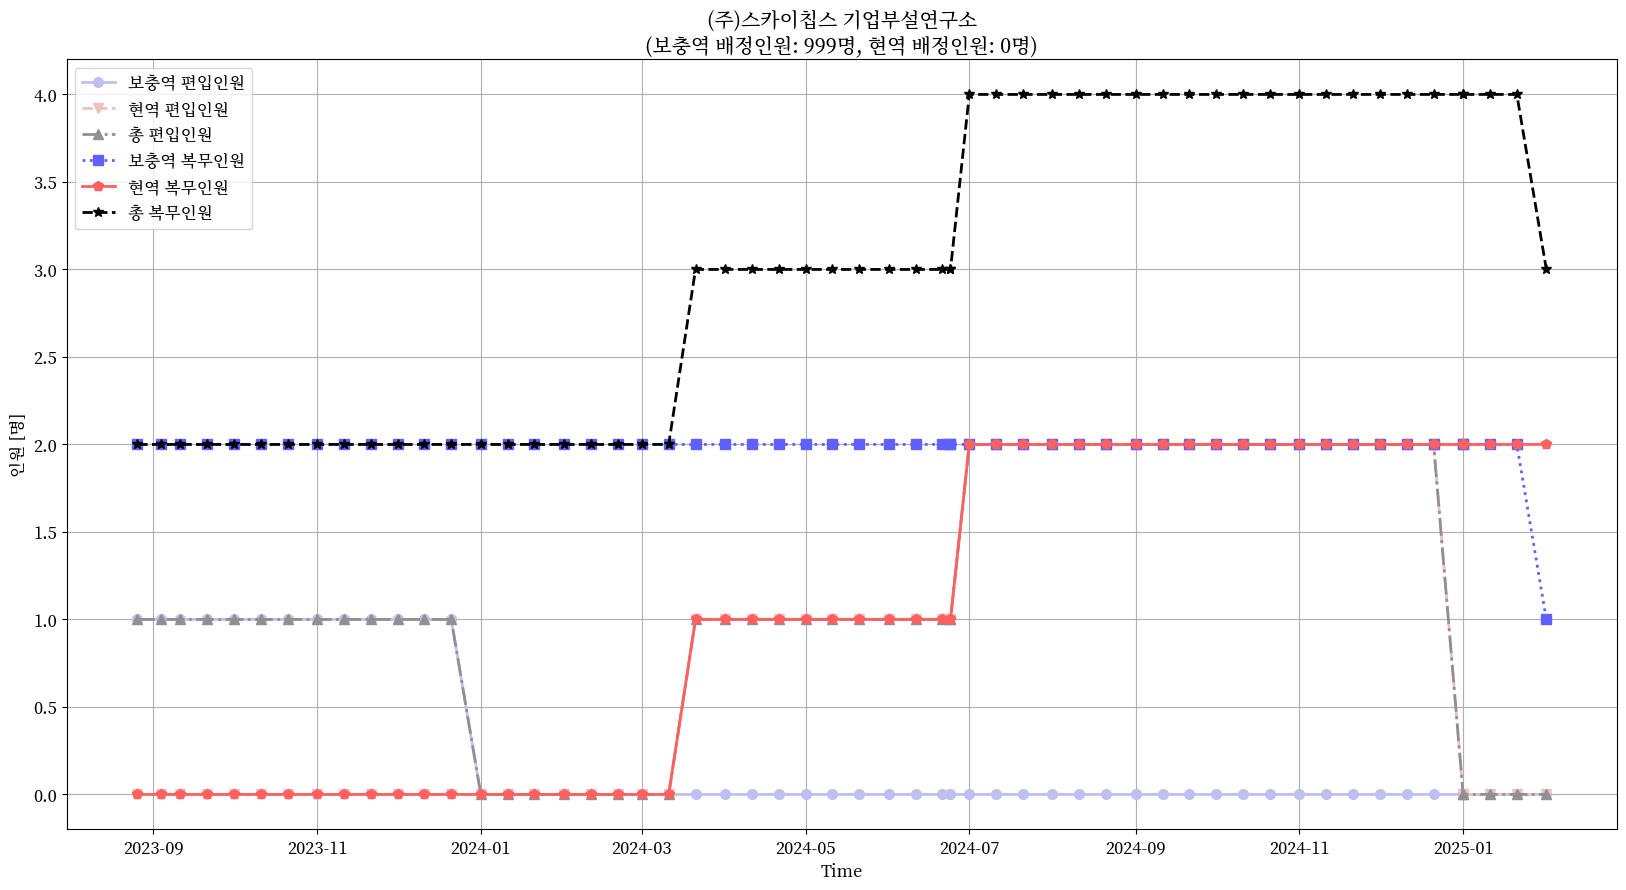 (주)스카이칩스 기업부설연구소
(보충역 배정인원: 999명, 현역 배정인원: 0명)
보충역 편입인원
현역 편입인원
총 편입인원
보충역 복무인원
현역 복무인원
총 복무인원
4.0
3.5
3.0
2.5
2.0
1.5
1.0
0.5
0.0
인원 [명]
2023-09
2023-11
2024-01
2024-03
2024-05
2024-07
2024-09
2024-11
2025-01
Time